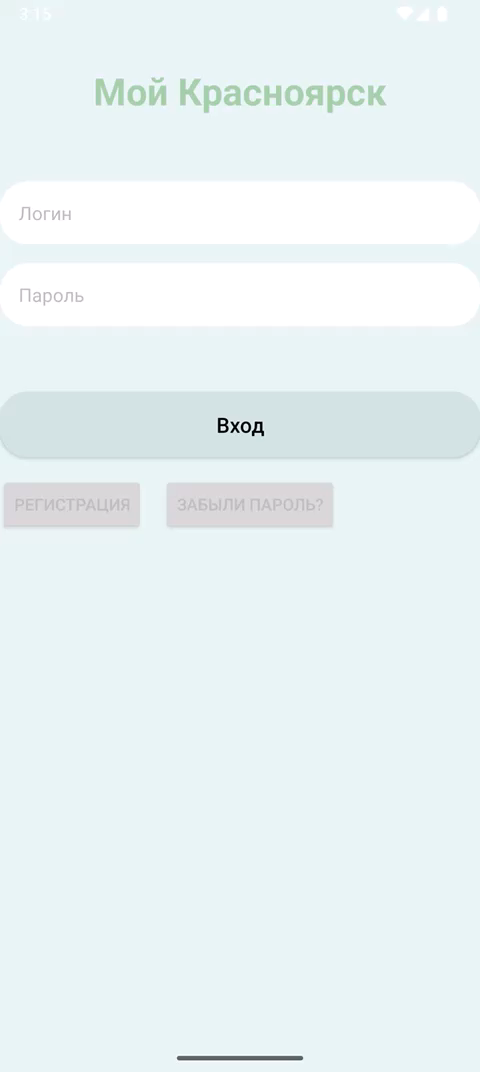 3:15
Мой Красноярск
Логин
Пароль
Вход
РЕГИСТРАЦИЯ ЗАБЫЛИ ПАРОЛЬ?